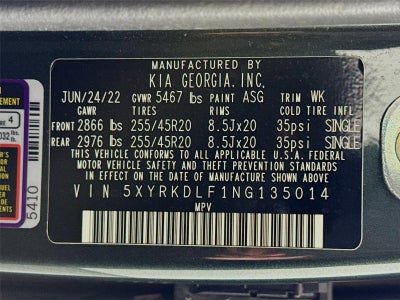 MANUFACTURED BY
KIA GEORGIA, INC.
JUN/24/22 GVWR 5467 lbs PAINT ASG TRIM WK
GAWR TIRES RIMS COLD TIRE INFL
FRONT 2866 lbs 255/45R20 8.5Jx20 35psi SINGLE
REAR 2976 lbs 255/45R20 8.5Jx20 35psi SINGLE
THIS VEHICLE CONFORMS TO ALL APPLICABLE FEDERAL
MOTOR VEHICLE SAFETY STANDARDS
IN EFFECT ON THE DATE OF MANUFACTURE SHOWN ABOVE
VIN 5XYRKDLF1NG135014
MPV
5410